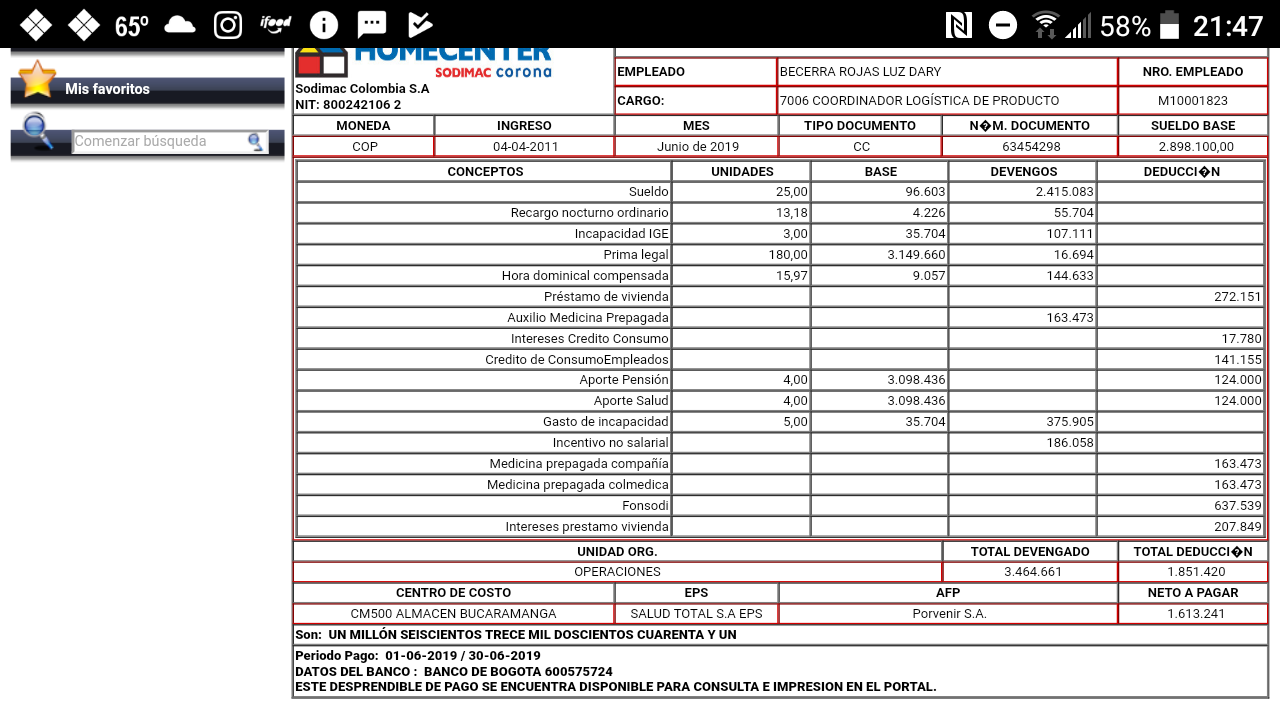 65º
ifood
58%
21:47
HOMECENTER
SODIMAC corona
Mis favoritos
Comenzar búsqueda
Sodimac Colombia S.A
NIT: 800242106 2
EMPLEADO BECERRA ROJAS LUZ DARY NRO. EMPLEADO
CARGO: 7006 COORDINADOR LOGÍSTICA DE PRODUCTO M10001823
MONEDA INGRESO MES TIPO DOCUMENTO N�M. DOCUMENTO SUELDO BASE
COP 04-04-2011 Junio de 2019 CC 63454298 2.898.100,00
CONCEPTOS UNIDADES BASE DEVENGOS DEDUCCI�N
Sueldo 25,00 96.603 2.415.083
Recargo nocturno ordinario 13,18 4.226 55.704
Incapacidad IGE 3,00 35.704 107.111
Prima legal 180,00 3.149.660 16.694
Hora dominical compensada 15,97 9.057 144.633
Préstamo de vivienda 272.151
Auxilio Medicina Prepagada 163.473
Intereses Credito Consumo 17.780
Credito de ConsumoEmpleados 141.155
Aporte Pensión 4,00 3.098.436 124.000
Aporte Salud 4,00 3.098.436 124.000
Gasto de incapacidad 5,00 35.704 375.905
Incentivo no salarial 186.058
Medicina prepagada compañía 163.473
Medicina prepagada colmedica 163.473
Fonsodi 637.539
Intereses prestamo vivienda 207.849
UNIDAD ORG. TOTAL DEVENGADO TOTAL DEDUCCI�N
OPERACIONES 3.464.661 1.851.420
CENTRO DE COSTO EPS AFP NETO A PAGAR
CM500 ALMACEN BUCARAMANGA SALUD TOTAL S.A EPS Porvenir S.A. 1.613.241
Son: UN MILLÓN SEISCIENTOS TRECE MIL DOSCIENTOS CUARENTA Y UN
Periodo Pago: 01-06-2019 / 30-06-2019
DATOS DEL BANCO : BANCO DE BOGOTA 600575724
ESTE DESPRENDIBLE DE PAGO SE ENCUENTRA DISPONIBLE PARA CONSULTA E IMPRESION EN EL PORTAL.